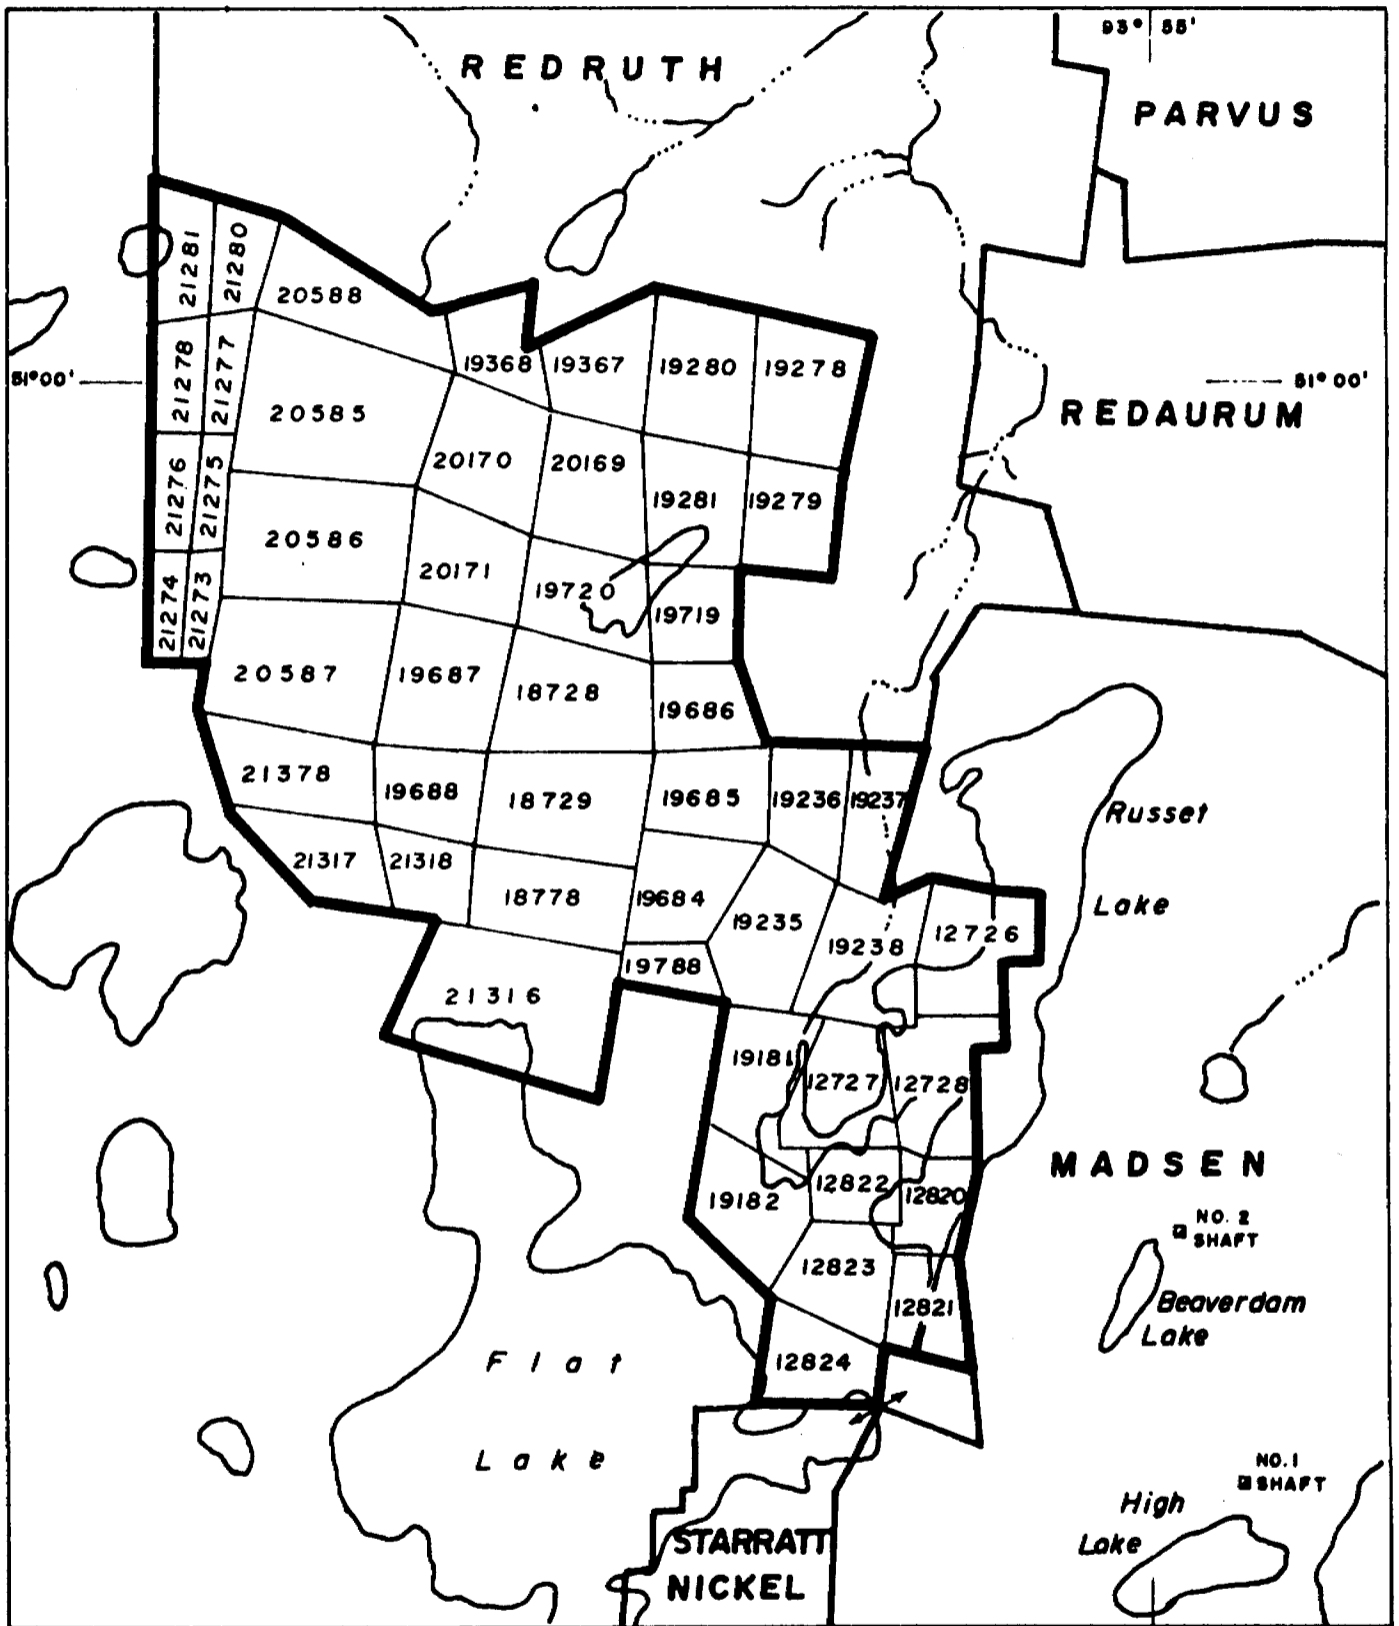 93° 55'
REDRUTH
PARVUS
21281
21280
20588
19368
19367
19280
19278
51°00'
51°00'
21278
21277
20585
REDAURUM
20170
20169
21276
21275
19281
19279
20586
20171
19720
19719
21274
21273
20587
19687
18728
19686
21378
19688
18729
19685
19236
19237
Russet
Lake
21317
21318
18778
19684
19235
19238
12726
19788
21316
19181
12727
12728
MADSEN
19182
12822
12820
NO. 2
SHAFT
12823
12821
Beaverdam
Lake
12824
Flat
Lake
NO. 1
SHAFT
High
Lake
STARRATT
NICKEL